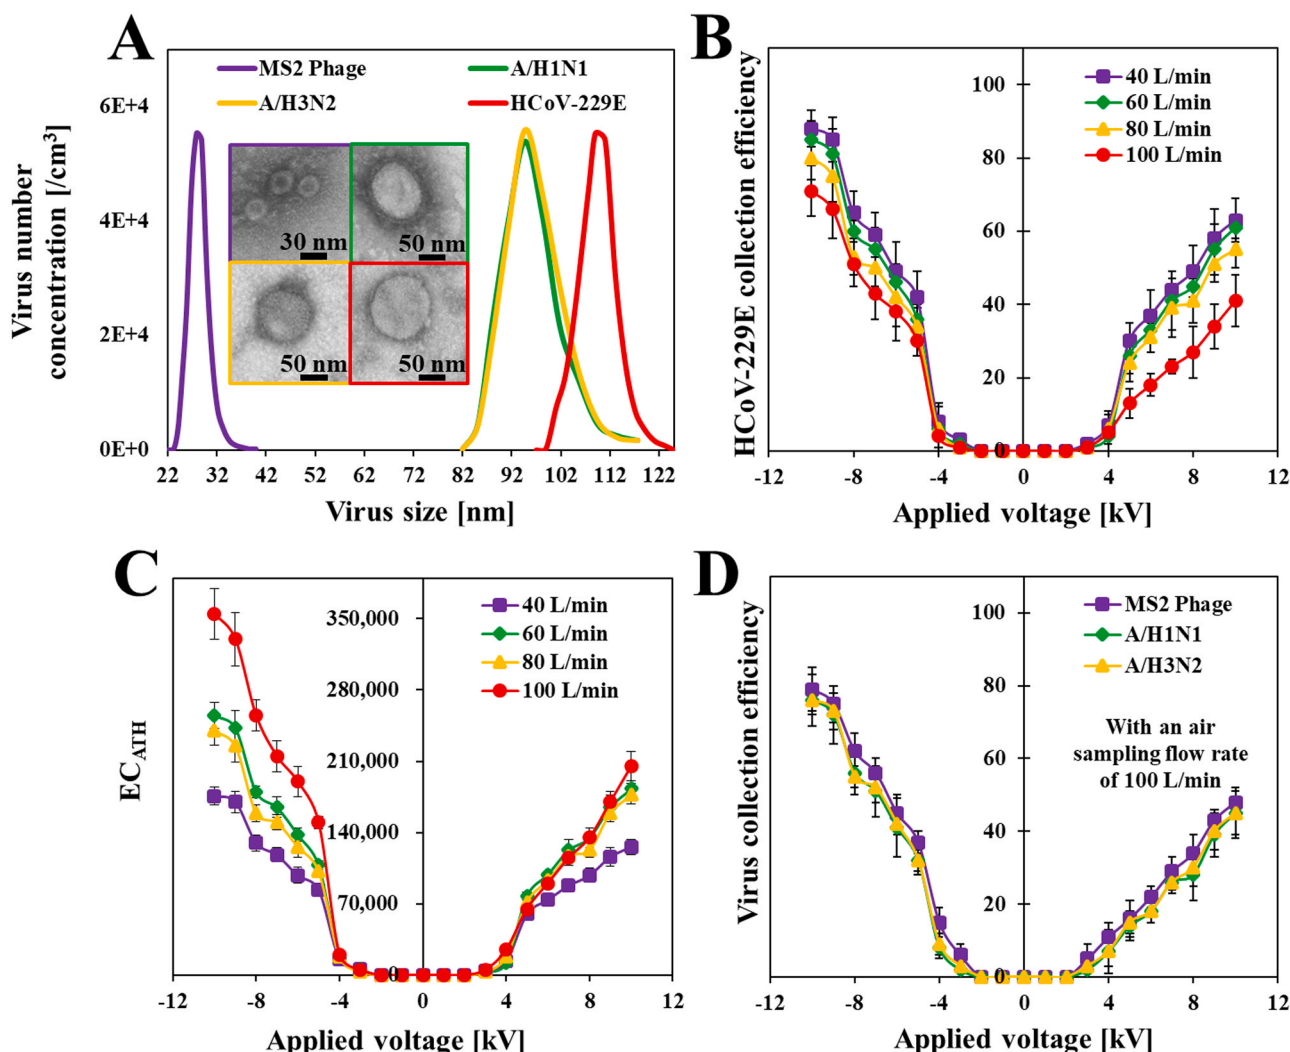 A
MS2 Phage
A/H1N1
A/H3N2
HCoV-229E
Virus number
concentration [/cm³]
6E+4
4E+4
2E+4
0E+0
30 nm
50 nm
50 nm
50 nm
22 32 42 52 62 72 82 92 102 112 122
Virus size [nm]
B
HCoV-229E collection efficiency
100
80
60
40
20
0
40 L/min
60 L/min
80 L/min
100 L/min
-12 -8 -4 0 4 8 12
Applied voltage [kV]
C
EC_ATH
350,000
280,000
210,000
140,000
70,000
0
40 L/min
60 L/min
80 L/min
100 L/min
-12 -8 -4 0 4 8 12
Applied voltage [kV]
D
Virus collection efficiency
100
80
60
40
20
0
MS2 Phage
A/H1N1
A/H3N2
With an air
sampling flow rate
of 100 L/min
-12 -8 -4 0 4 8 12
Applied voltage [kV]